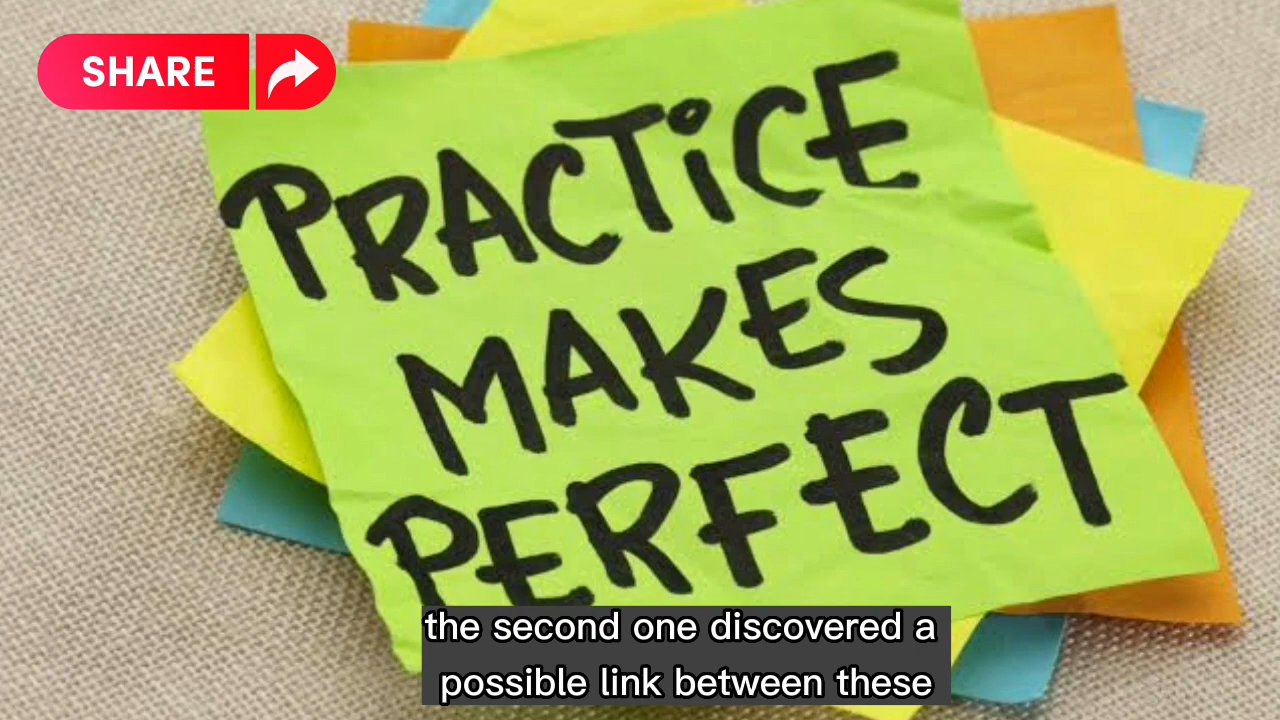 SHARE
PRACTiCE
MAKES
PERFECT
the second one discovered a
possible link between these